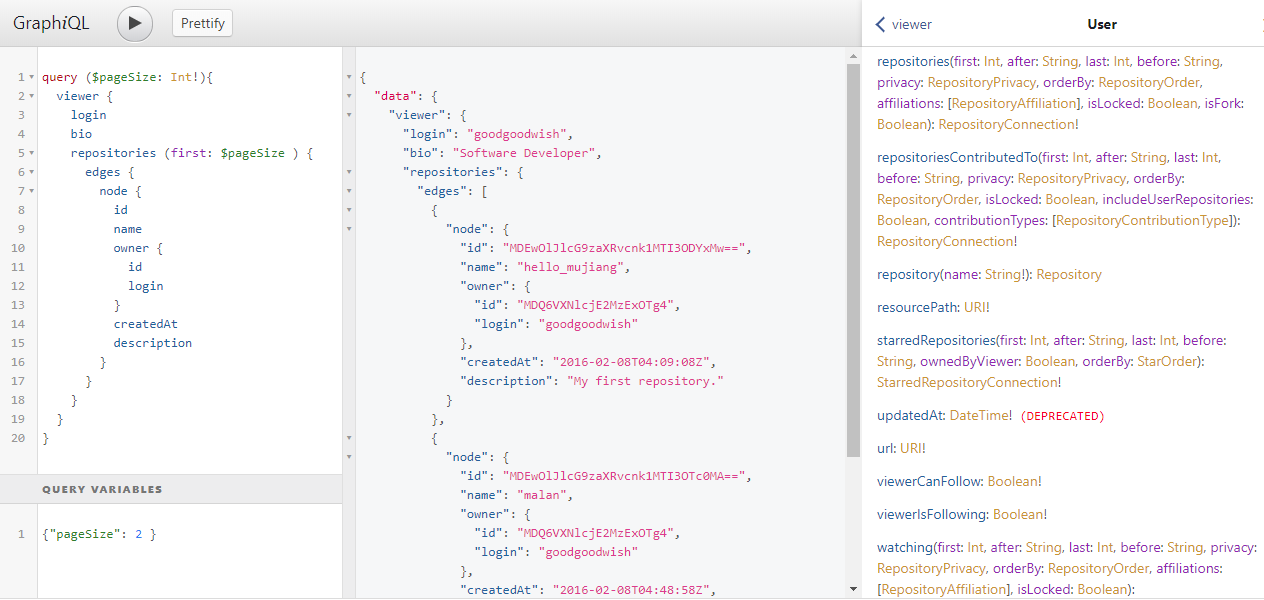 GraphiQL
Prettify
1 query ($pageSize: Int!){
2 viewer {
3 login
4 bio
5 repositories (first: $pageSize ) {
6 edges {
7 node {
8 id
9 name
10 owner {
11 id
12 login
13 }
14 createdAt
15 description
16 }
17 }
18 }
19 }
20 }
QUERY VARIABLES
1 {"pageSize": 2 }
{
"data": {
"viewer": {
"login": "goodgoodwish",
"bio": "Software Developer",
"repositories": {
"edges": [
{
"node": {
"id": "MDEwOlJlcG9zaXRvcnk1MTI3ODYxMw==",
"name": "hello_mujiang",
"owner": {
"id": "MDQ6VXNlcjE2MzExOTg4",
"login": "goodgoodwish"
},
"createdAt": "2016-02-08T04:09:08Z",
"description": "My first repository."
}
},
{
"node": {
"id": "MDEwOlJlcG9zaXRvcnk1MTI3OTc0MA==",
"name": "malan",
"owner": {
"id": "MDQ6VXNlcjE2MzExOTg4",
"login": "goodgoodwish"
},
"createdAt": "2016-02-08T04:48:58Z",
viewer
User
repositories(first: Int, after: String, last: Int, before: String,
privacy: RepositoryPrivacy, orderBy: RepositoryOrder,
affiliations: [RepositoryAffiliation], isLocked: Boolean, isFork:
Boolean): RepositoryConnection!
repositoriesContributedTo(first: Int, after: String, last: Int,
before: String, privacy: RepositoryPrivacy, orderBy:
RepositoryOrder, isLocked: Boolean, includeUserRepositories:
Boolean, contributionTypes: [RepositoryContributionType]):
RepositoryConnection!
repository(name: String!): Repository
resourcePath: URI!
starredRepositories(first: Int, after: String, last: Int, before:
String, ownedByViewer: Boolean, orderBy: StarOrder):
StarredRepositoryConnection!
updatedAt: DateTime! (DEPRECATED)
url: URI!
viewerCanFollow: Boolean!
viewerIsFollowing: Boolean!
watching(first: Int, after: String, last: Int, before: String, privacy:
RepositoryPrivacy, orderBy: RepositoryOrder, affiliations:
[RepositoryAffiliation], isLocked: Boolean):